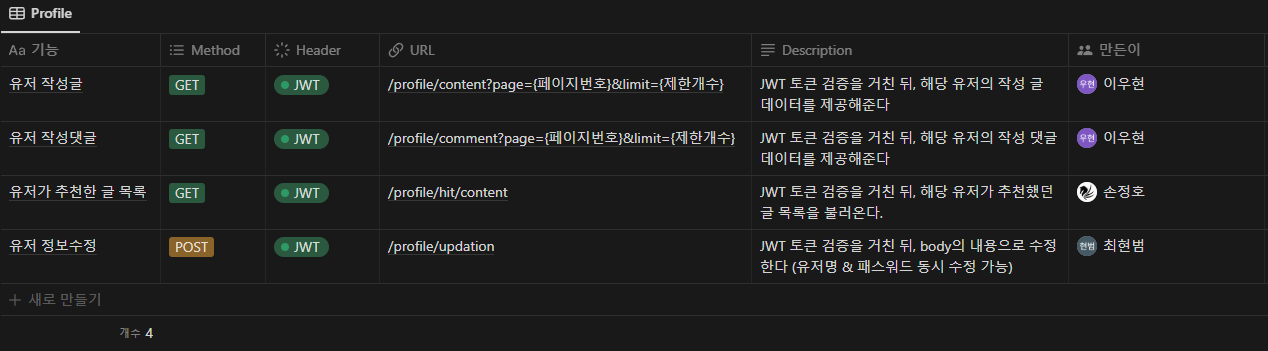 Profile
Aa 기능 Method Header URL Description 만든이
유저 작성글 GET JWT /profile/content?page={페이지번호}&limit={제한개수} JWT 토큰 검증을 거친 뒤, 해당 유저의 작성 글 우현 이우현
데이터를 제공해준다
유저 작성댓글 GET JWT /profile/comment?page={페이지번호}&limit={제한개수} JWT 토큰 검증을 거친 뒤, 해당 유저의 작성 댓글 우현 이우현
데이터를 제공해준다
유저가 추천한 글 목록 GET JWT /profile/hit/content JWT 토큰 검증을 거친 뒤, 해당 유저가 추천했던 손정호
글 목록을 불러온다.
유저 정보수정 POST JWT /profile/updation JWT 토큰 검증을 거친 뒤, body의 내용으로 수정 현범 최현범
한다 (유저명 & 패스워드 동시 수정 가능)
+ 새로 만들기
개수 4